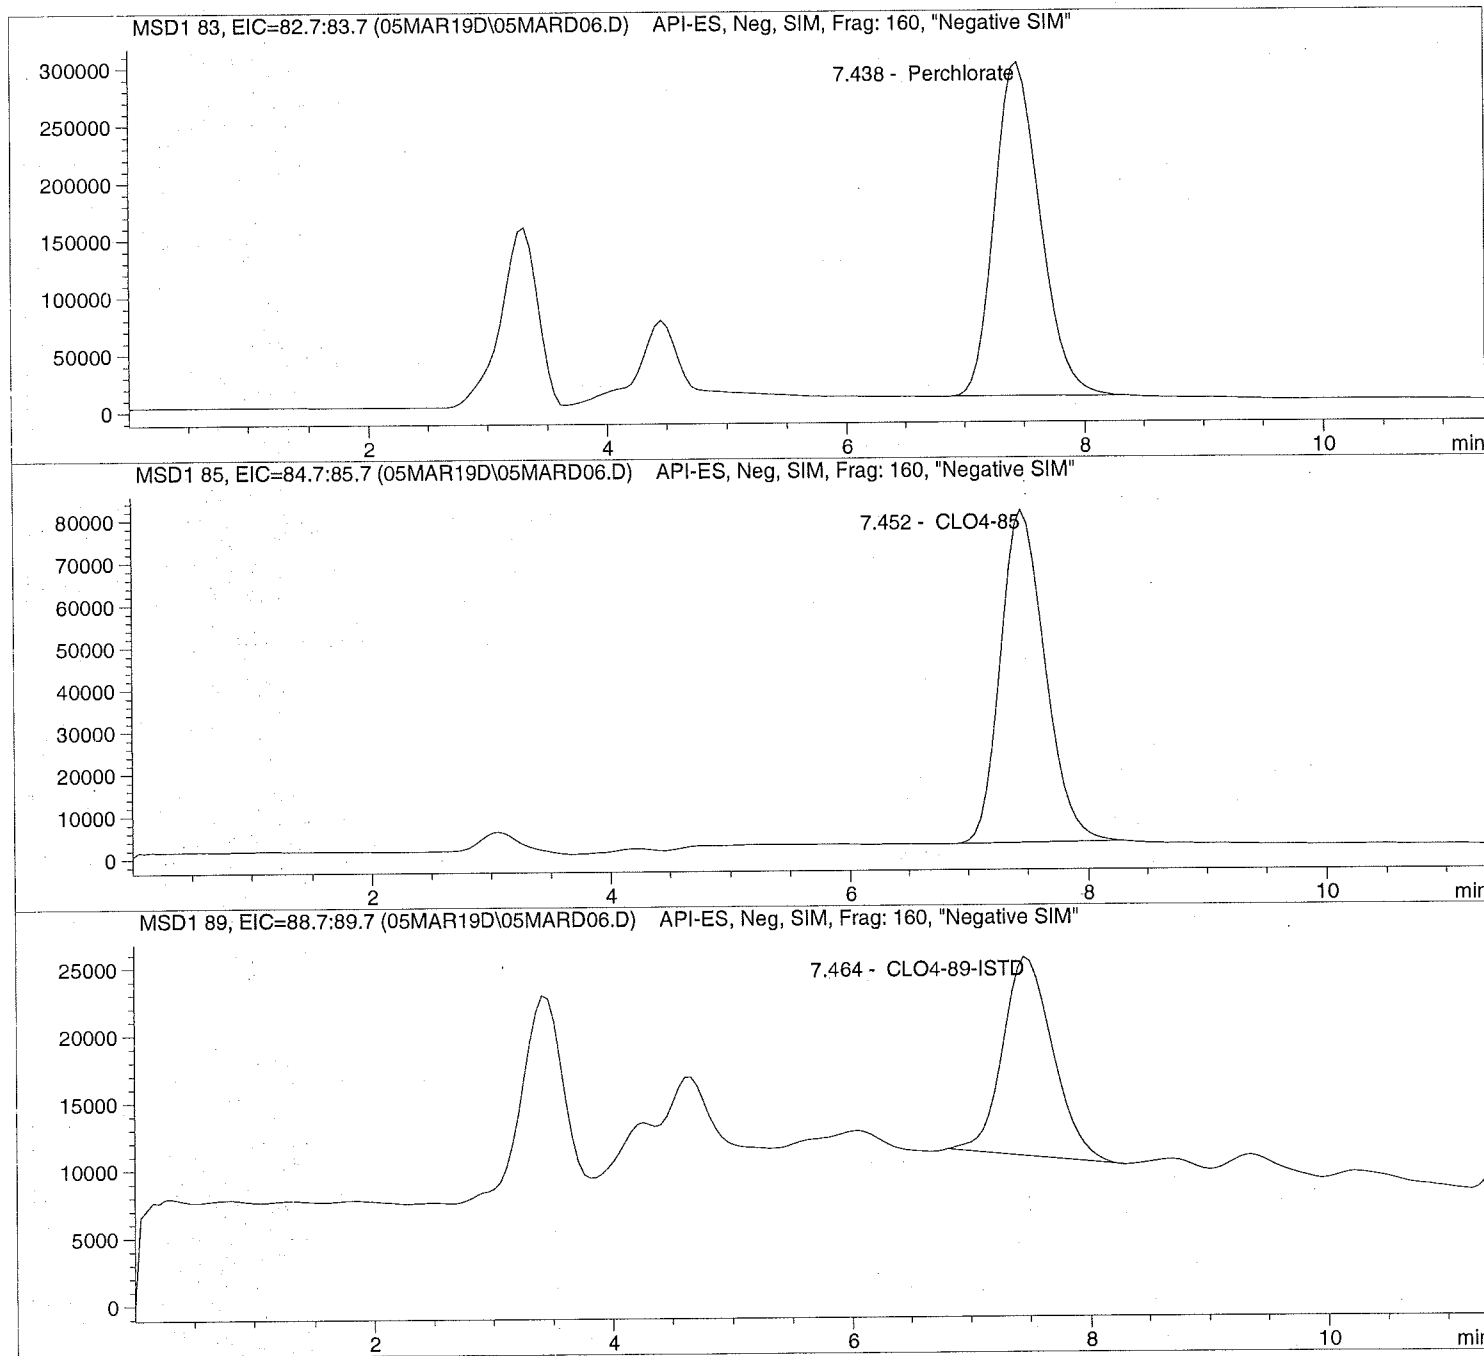 MSD1 83, EIC=82.7:83.7 (05MAR19D\05MARD06.D) API-ES, Neg, SIM, Frag: 160, "Negative SIM"
7.438 - Perchlorate
300000
250000
200000
150000
100000
50000
0
2 4 6 8 10 min
MSD1 85, EIC=84.7:85.7 (05MAR19D\05MARD06.D) API-ES, Neg, SIM, Frag: 160, "Negative SIM"
7.452 - CLO4-85
80000
70000
60000
50000
40000
30000
20000
10000
0
2 4 6 8 10 min
MSD1 89, EIC=88.7:89.7 (05MAR19D\05MARD06.D) API-ES, Neg, SIM, Frag: 160, "Negative SIM"
7.464 - CLO4-89-ISTD
25000
20000
15000
10000
5000
0
2 4 6 8 10 min